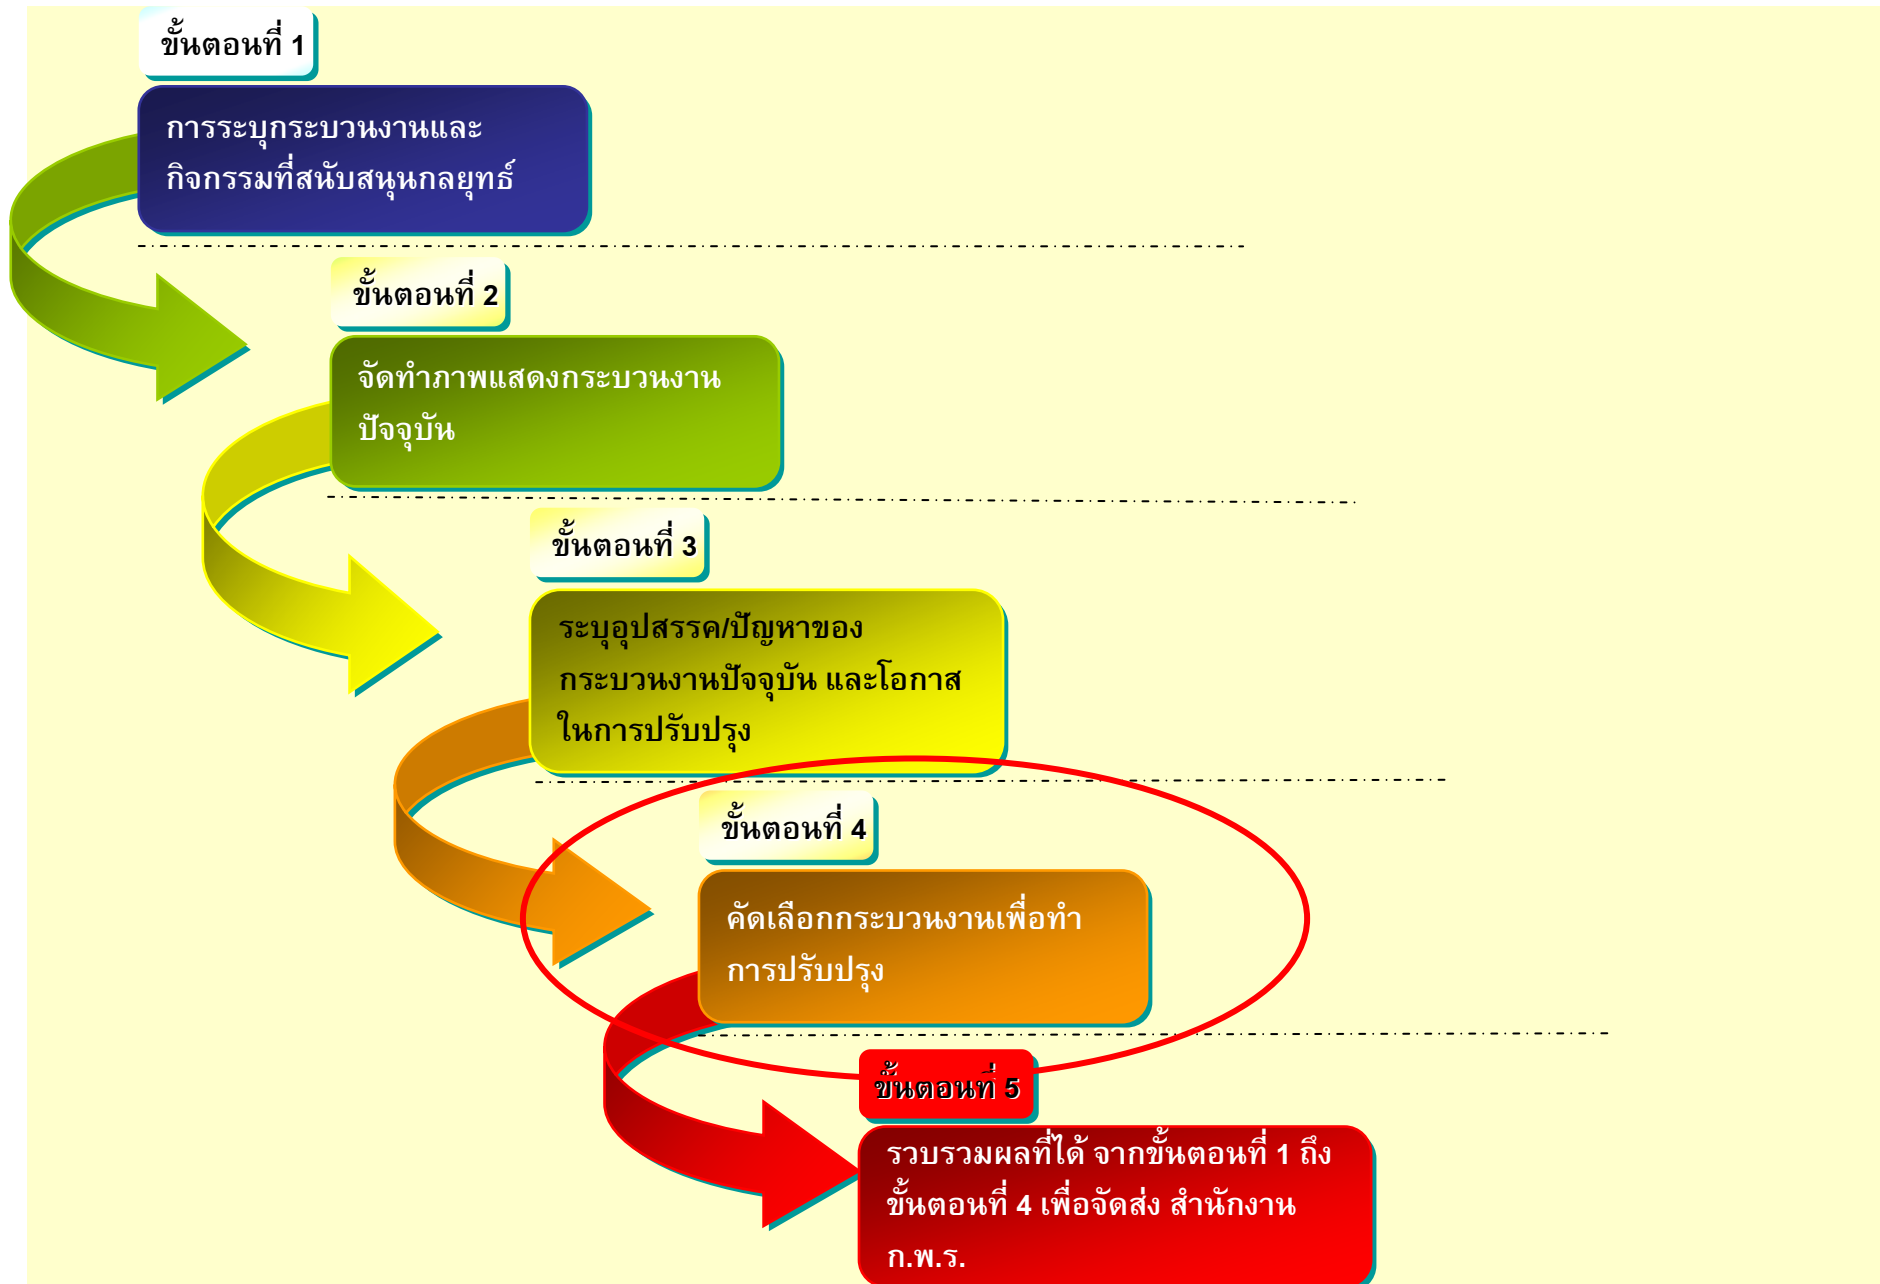 ขั้นตอนที่ 1
การระบุกระบวนงานและ
กิจกรรมที่สนับสนุนกลยุทธ์
ขั้นตอนที่ 2
จัดทำภาพแสดงกระบวนงาน
ปัจจุบัน
ขั้นตอนที่ 3
ระบุอุปสรรค/ปัญหาของ
กระบวนงานปัจจุบัน และโอกาส
ในการปรับปรุง
ขั้นตอนที่ 4
คัดเลือกกระบวนงานเพื่อทำ
การปรับปรุง
ขั้นตอนที่ 5
รวบรวมผลที่ได้ จากขั้นตอนที่ 1 ถึง
ขั้นตอนที่ 4 เพื่อจัดส่ง สำนักงาน
ก.พ.ร.